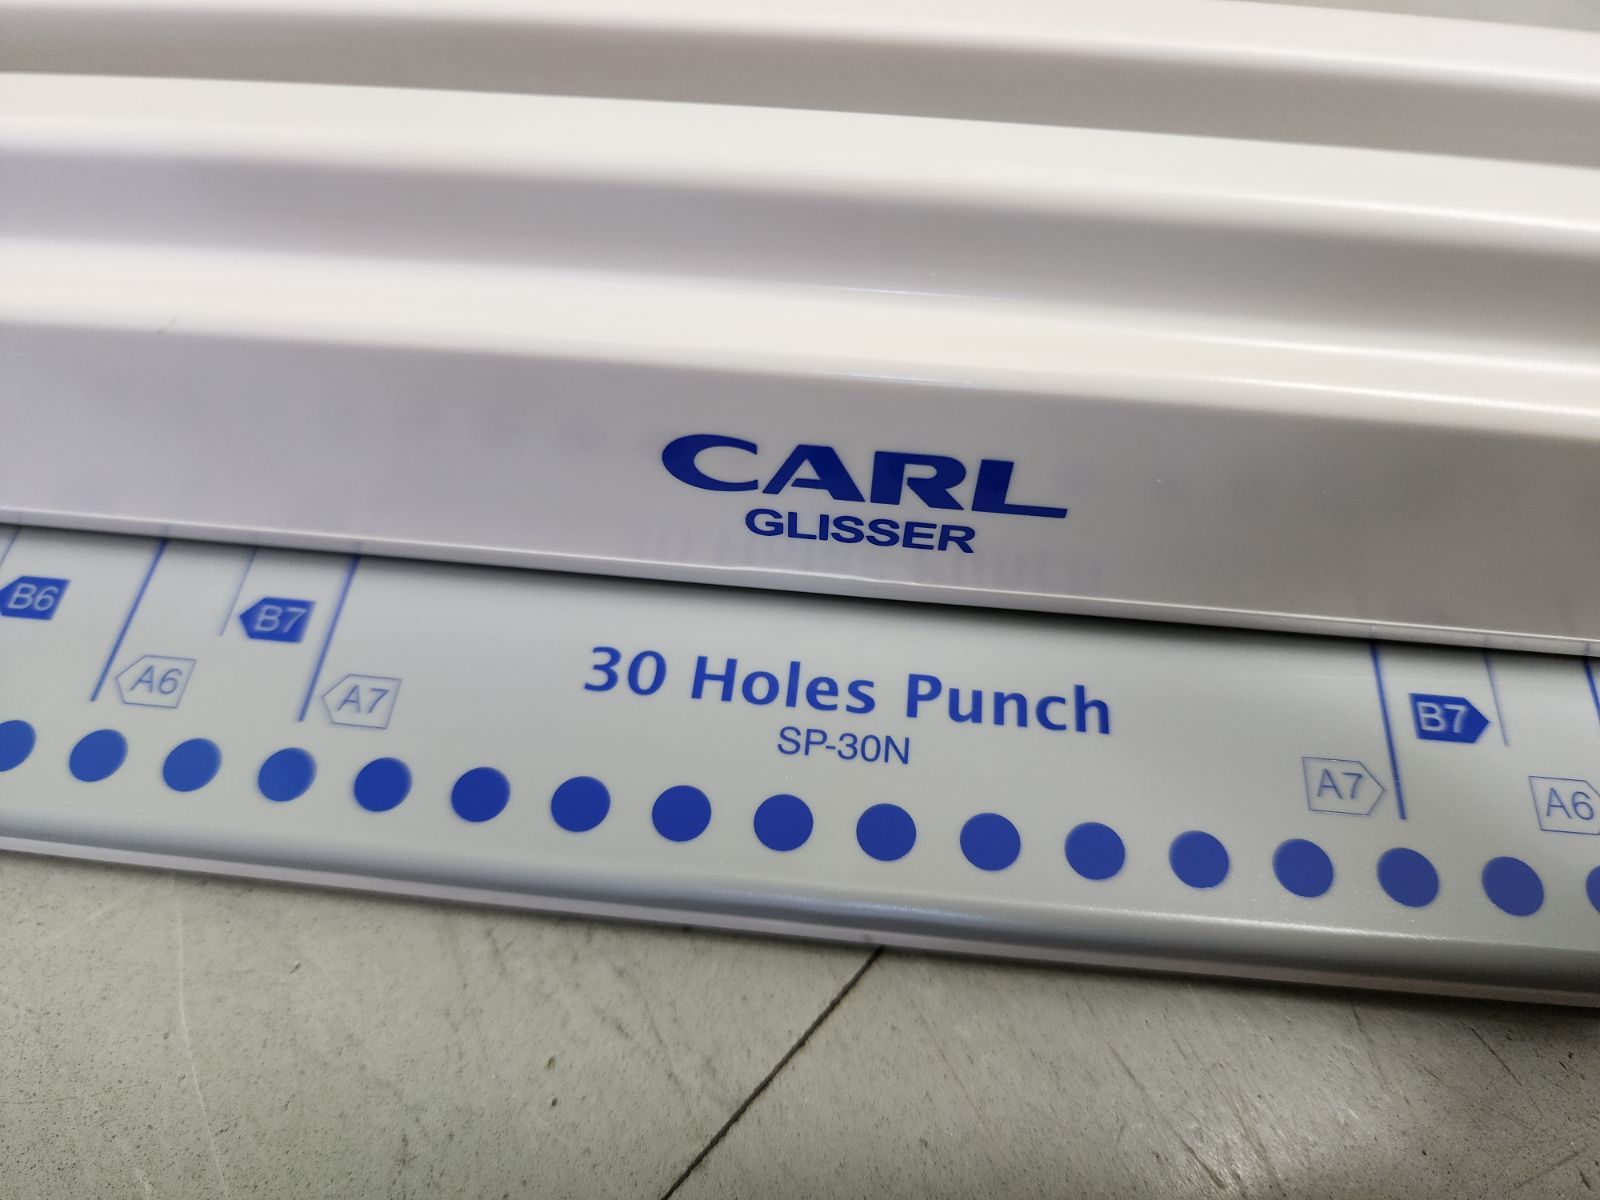 CARL
GLISSER
B6
B7
A6
A7
30 Holes Punch
SP-30N
B7
A7
A6